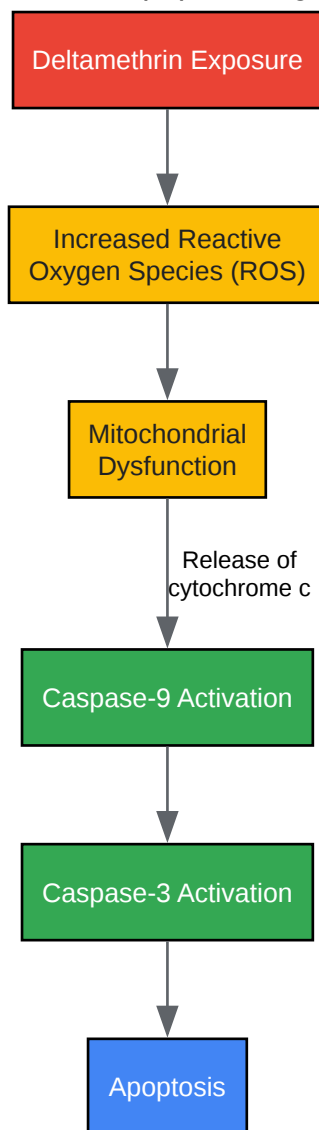 Deltamethrin Exposure
Increased Reactive
Oxygen Species (ROS)
Mitochondrial
Dysfunction
Release of
cytochrome c
Caspase-9 Activation
Caspase-3 Activation
Apoptosis